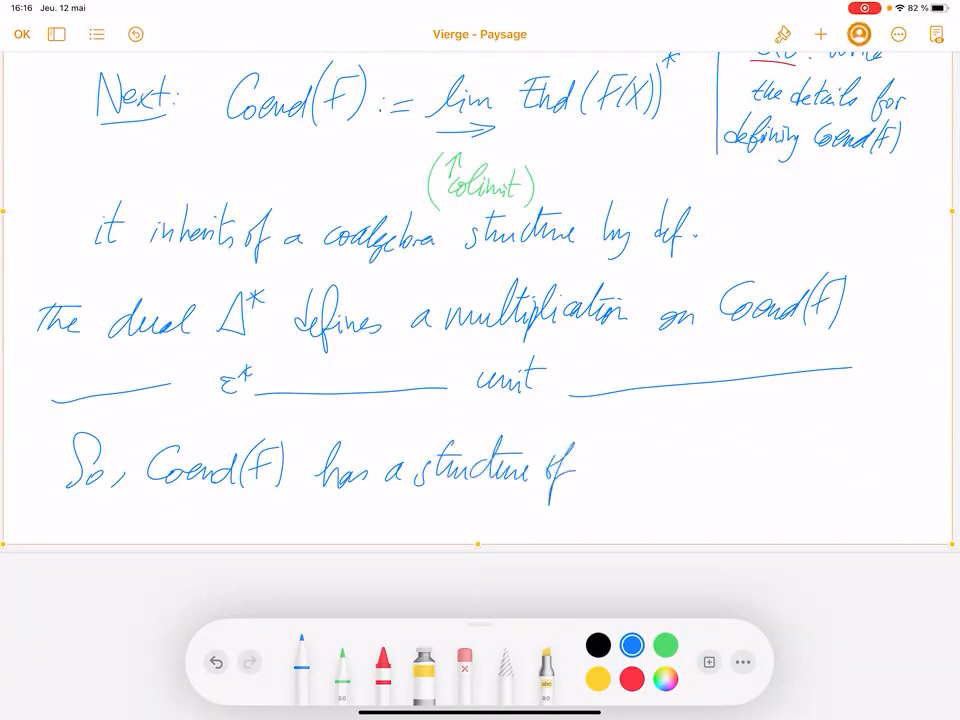 16:16 Jeu. 12 mai
82 %
OK
Vierge - Paysage
Next: Coend(F) := lim End(F(X))*
the details for
defining Coend(F)
(↑ colimit)
it inherits of a coalgebra structure by def.
The dual Δ* defines a multiplication on Coend(F)
ε* unit
So, Coend(F) has a structure of
50
80